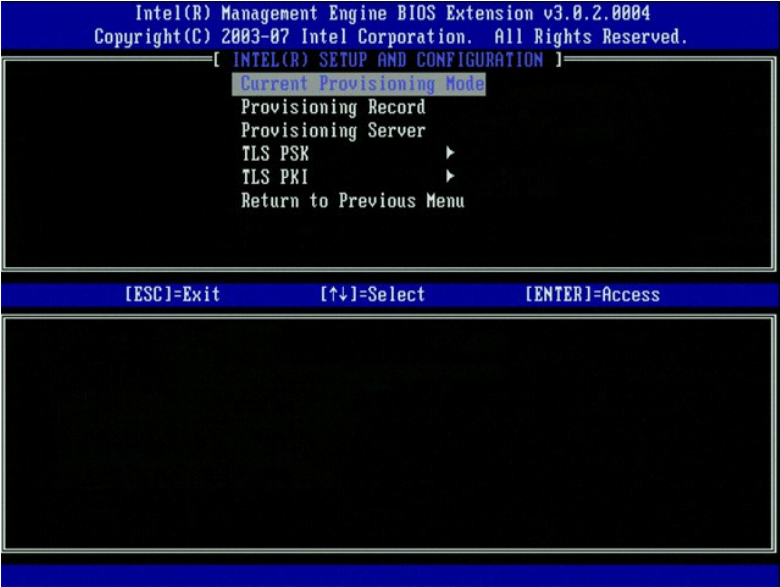 Intel(R) Management Engine BIOS Extension v3.0.2.0004
Copyright(C) 2003-07 Intel Corporation. All Rights Reserved.
[ INTEL(R) SETUP AND CONFIGURATION ]
Current Provisioning Mode
Provisioning Record
Provisioning Server
TLS PSK ►
TLS PKI ►
Return to Previous Menu
[ESC]=Exit [↑↓]=Select [ENTER]=Access